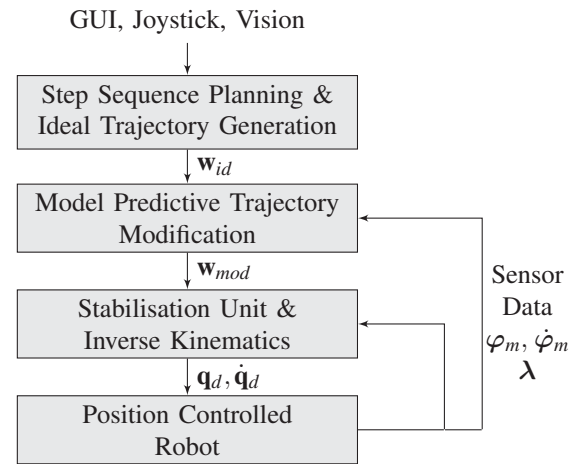 GUI, Joystick, Vision
Step Sequence Planning &
Ideal Trajectory Generation
w_id
Model Predictive Trajectory
Modification
w_mod
Stabilisation Unit &
Inverse Kinematics
q_d, q̇_d
Position Controlled
Robot
Sensor
Data
φ_m, φ̇_m
λ